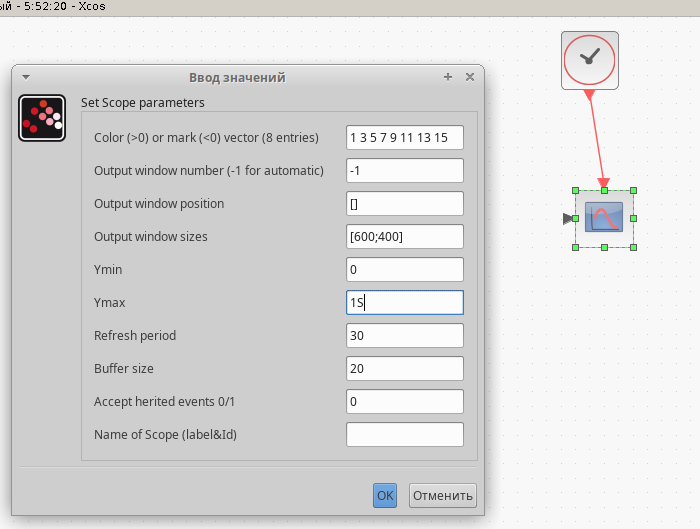 ый - 5:52:20 - Xcos
Ввод значений
Set Scope parameters
Color (>0) or mark (<0) vector (8 entries) 1 3 5 7 9 11 13 15
Output window number (-1 for automatic) -1
Output window position []
Output window sizes [600;400]
Ymin 0
Ymax 1S
Refresh period 30
Buffer size 20
Accept herited events 0/1 0
Name of Scope (label&Id)
OK Отменить